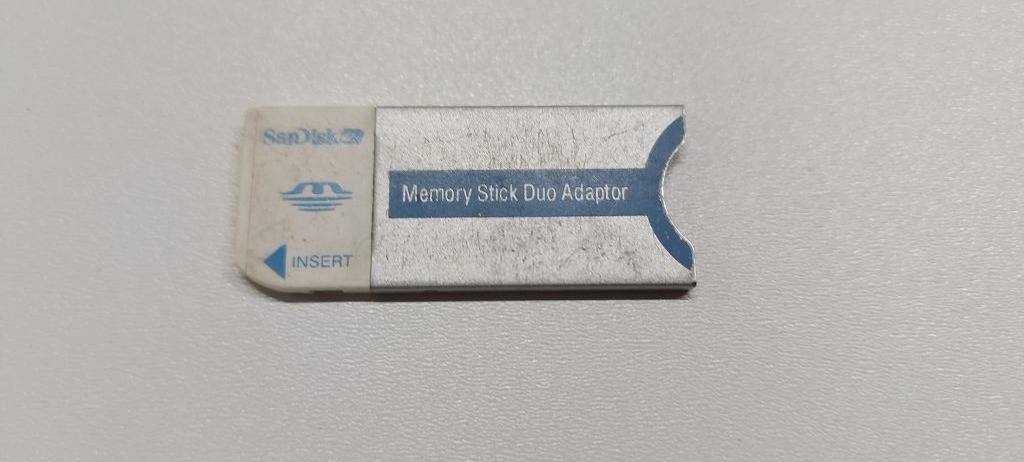 SanDisk
Memory Stick Duo Adaptor
INSERT